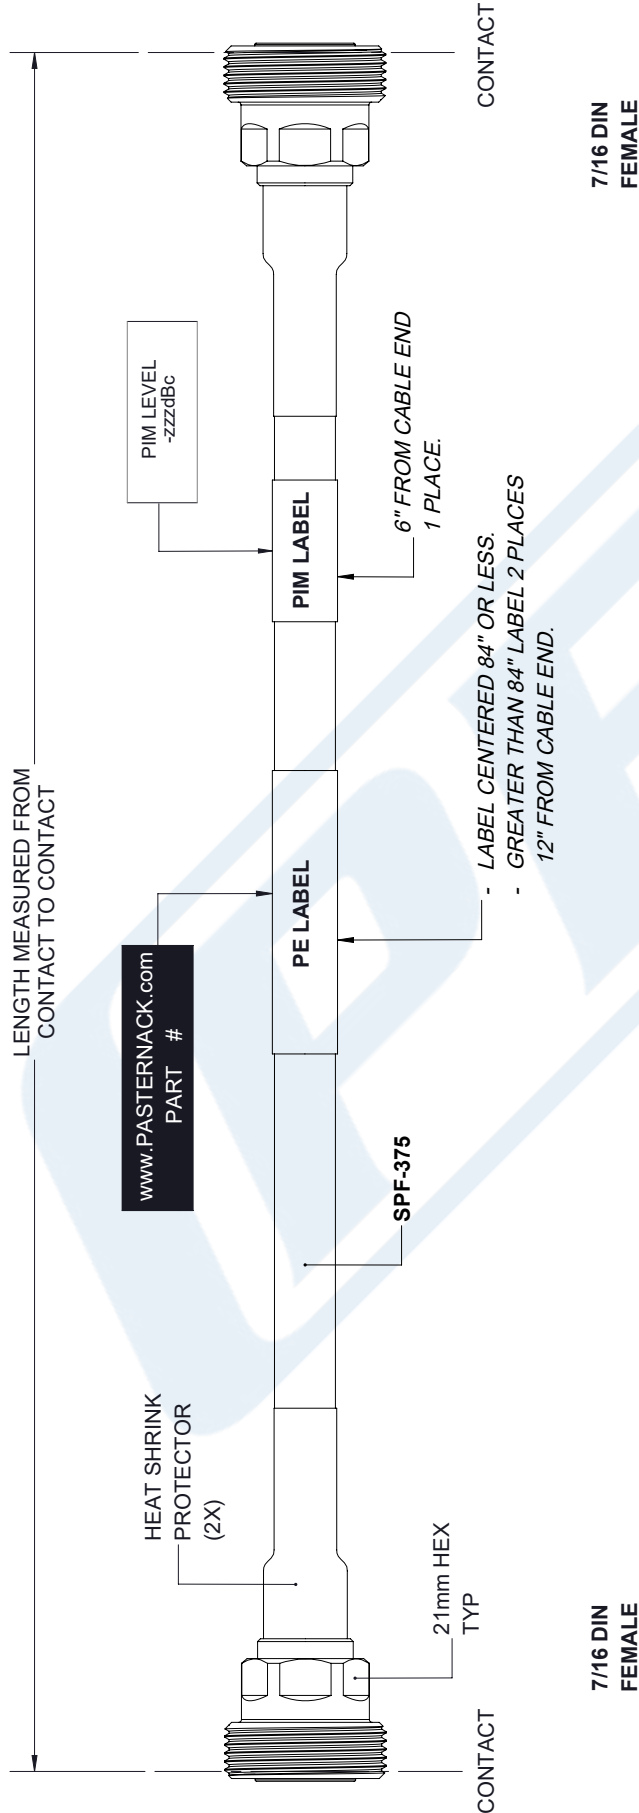 LENGTH MEASURED FROM
CONTACT TO CONTACT
www.PASTERNACK.com
PART #
PIM LEVEL
-zzzdBc
HEAT SHRINK
PROTECTOR
(2X)
PE LABEL
PIM LABEL
SPF-375
6" FROM CABLE END
1 PLACE.
21mm HEX
TYP
- LABEL CENTERED 84" OR LESS.
- GREATER THAN 84" LABEL 2 PLACES
12" FROM CABLE END.
CONTACT
CONTACT
7/16 DIN
FEMALE
7/16 DIN
FEMALE